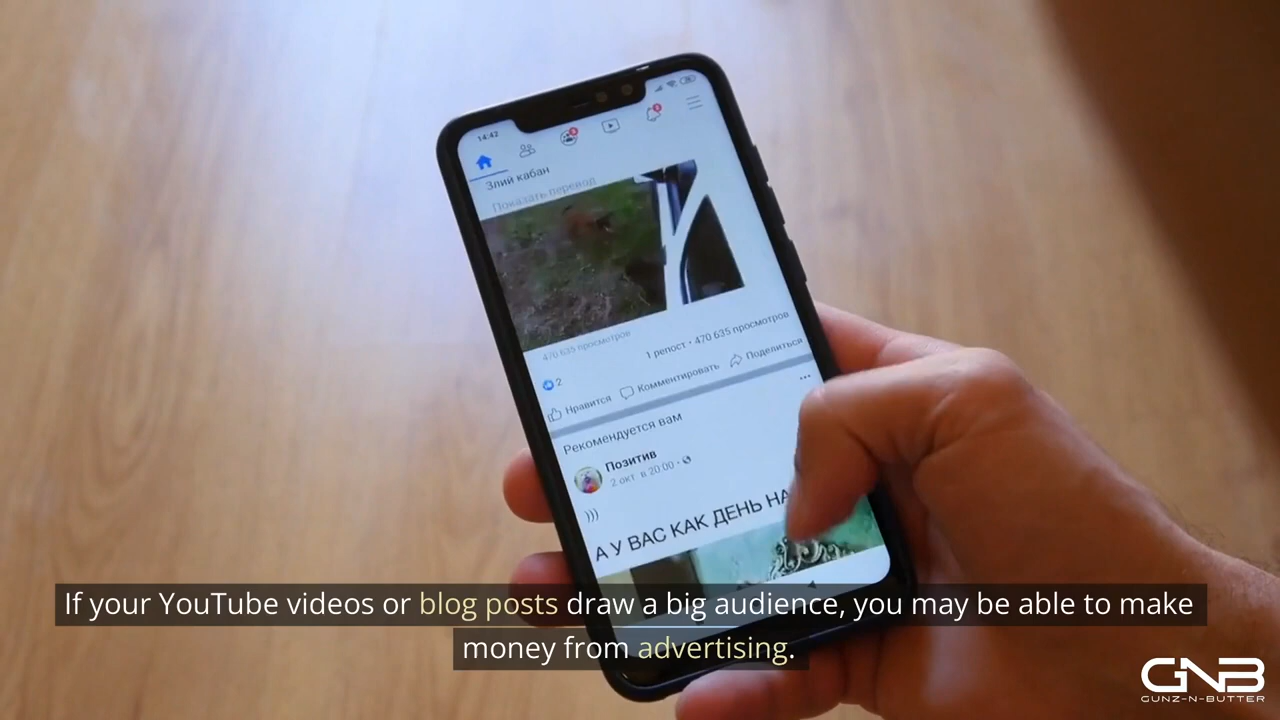 14:42
Злий кабан
Показать перевод
470 635 просмотров
1 репост • 470 635 просмотров
2
Нравится Комментировать Поделиться
Рекомендуется вам
Позитив
2 окт. в 20:00 •
)))
А У ВАС КАК ДЕНЬ НА
If your YouTube videos or blog posts draw a big audience, you may be able to make
money from advertising.
GNB
GUNZ-N-BUTTER